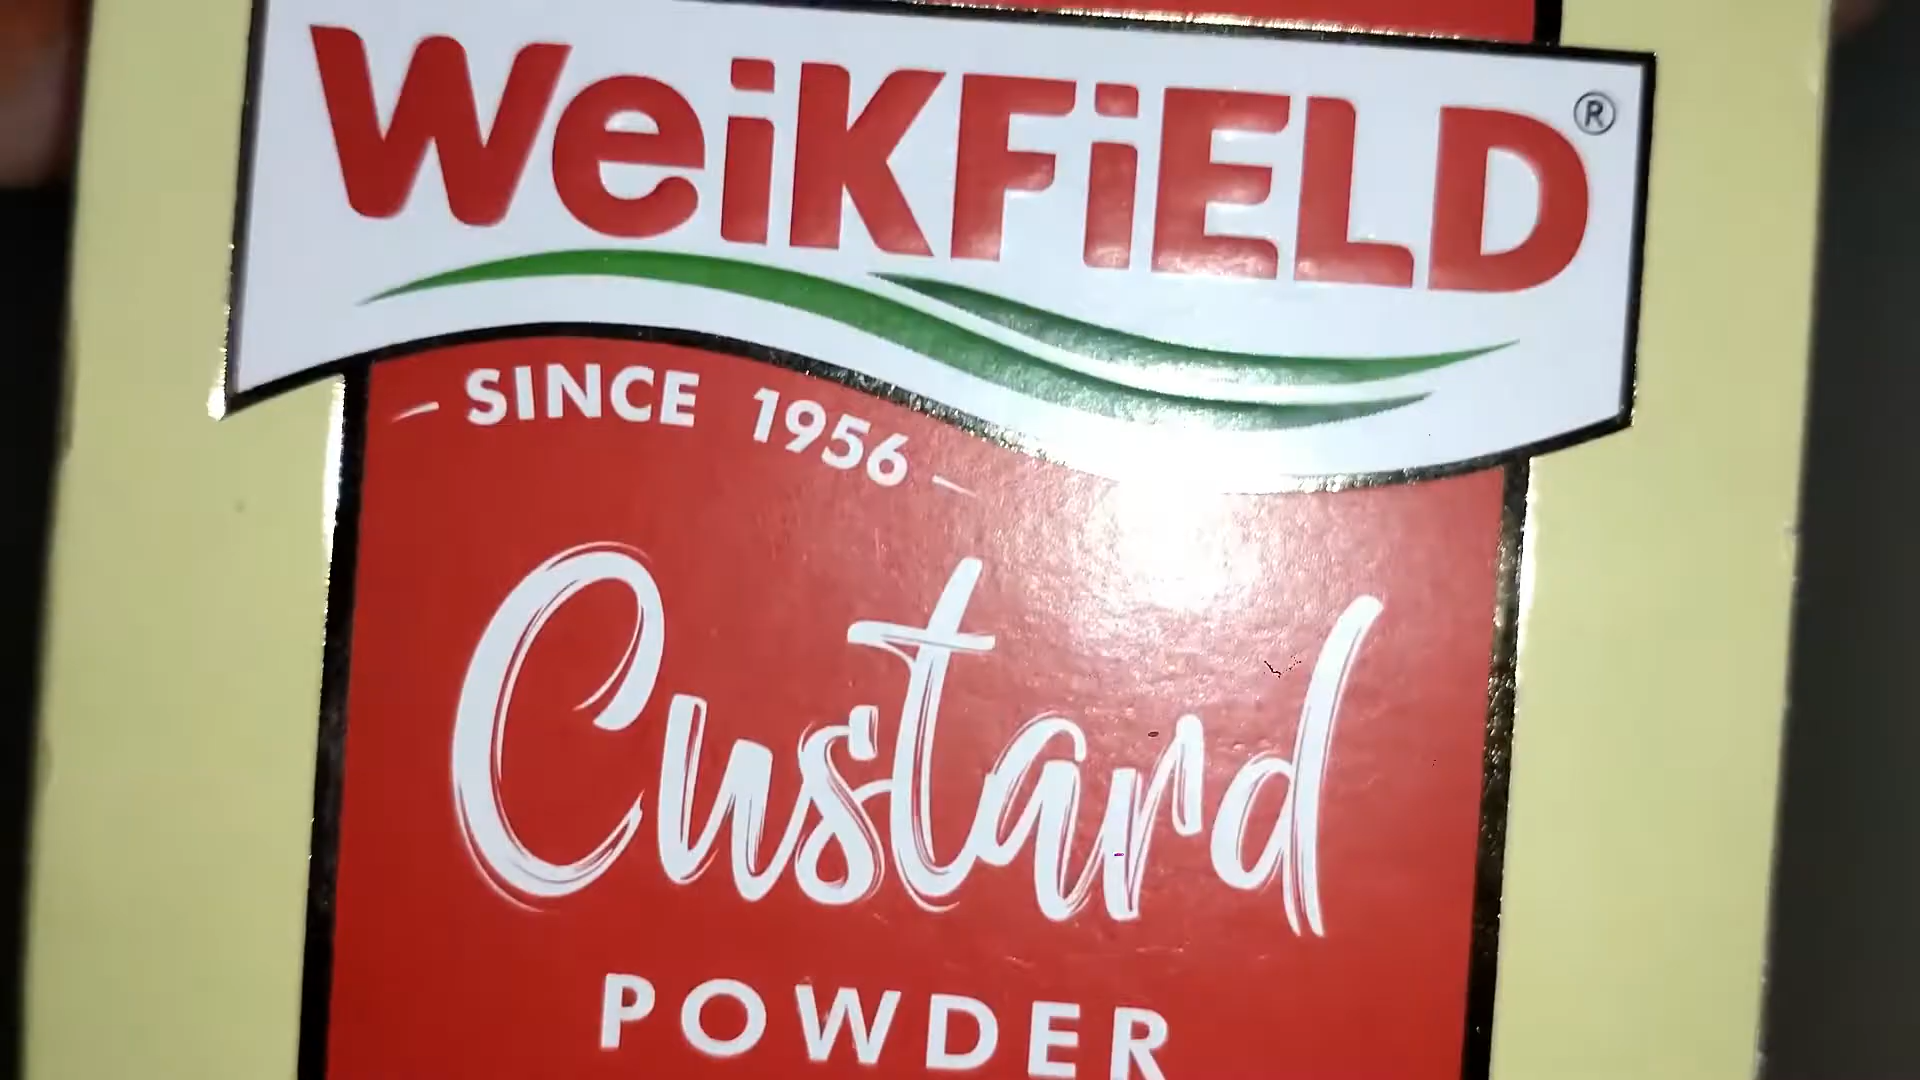 WeiKFiELD®
– SINCE 1956 –
Custard
POWDER